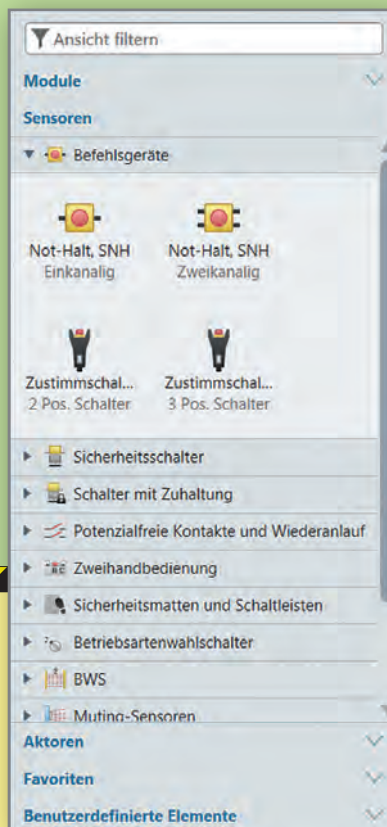 Ansicht filtern
Module
Sensoren
Befehlsgeräte
Not-Halt, SNH Not-Halt, SNH
Einkanalig Zweikanalig
Zustimmschal... Zustimmschal...
2 Pos. Schalter 3 Pos. Schalter
Sicherheitsschalter
Schalter mit Zuhaltung
Potenzialfreie Kontakte und Wiederanlauf
Zweihandbedienung
Sicherheitsmatten und Schaltleisten
Betriebsartenwahlschalter
BWS
Muting-Sensoren
Aktoren
Favoriten
Benutzerdefinierte Elemente